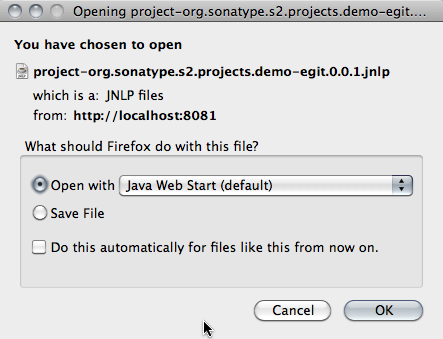 Opening project-org.sonatype.s2.projects.demo-egit....
You have chosen to open
project-org.sonatype.s2.projects.demo-egit.0.0.1.jnlp
which is a: JNLP files
from: http://localhost:8081
What should Firefox do with this file?
Open with Java Web Start (default)
Save File
Do this automatically for files like this from now on.
Cancel OK